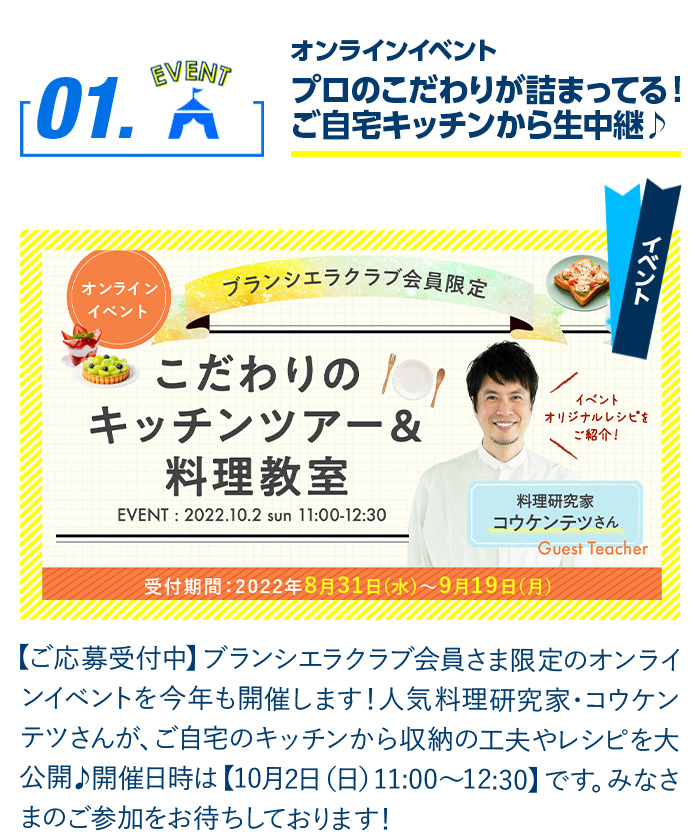 01.
EVENT
オンラインイベント
プロのこだわりが詰まってる!
ご自宅キッチンから生中継♪
イベント
オンライン
イベント
ブランシエラクラブ会員限定
こだわりの
キッチンツアー&
料理教室
EVENT : 2022.10.2 sun 11:00-12:30
イベント
オリジナルレシピを
ご紹介!
料理研究家
コウケンテツさん
Guest Teacher
受付期間:2022年8月31日(水)~9月19日(月)
【ご応募受付中】ブランシエラクラブ会員さま限定のオンライ
ンイベントを今年も開催します!人気料理研究家・コウケン
テツさんが、ご自宅のキッチンから収納の工夫やレシピを大
公開♪開催日時は【10月2日(日)11:00~12:30】です。みなさ
まのご参加をお待ちしております!